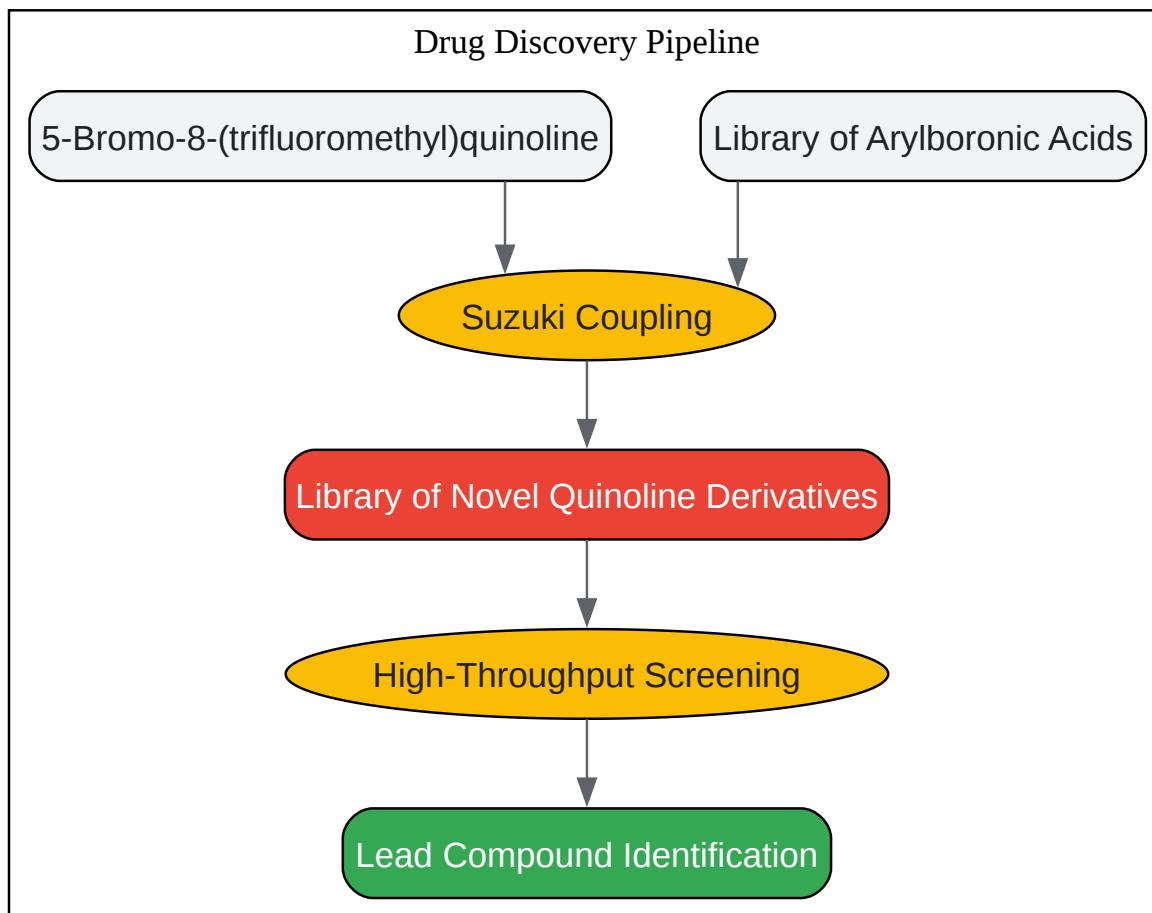 Drug Discovery Pipeline
5-Bromo-8-(trifluoromethyl)quinoline
Library of Arylboronic Acids
Suzuki Coupling
Library of Novel Quinoline Derivatives
High-Throughput Screening
Lead Compound Identification